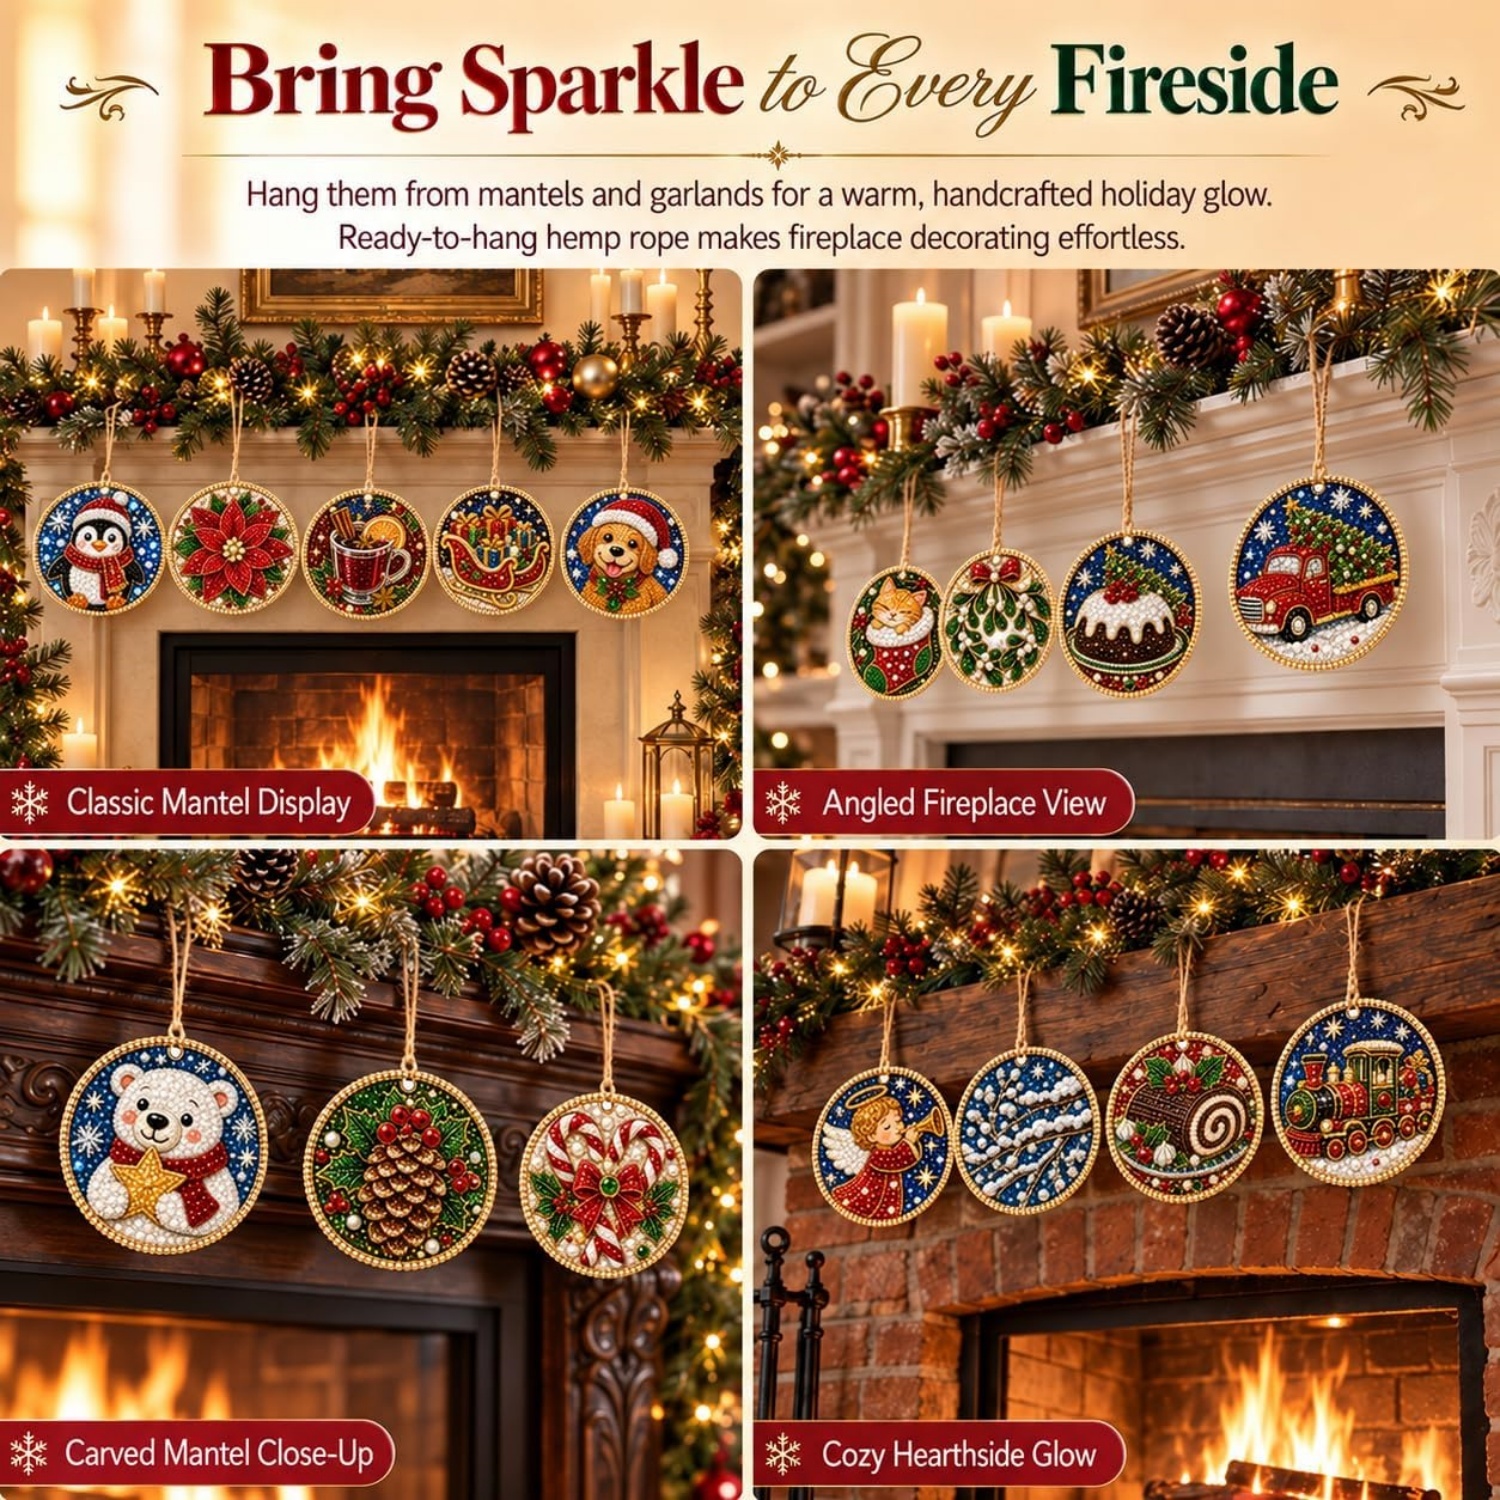 Bring Sparkle to Every Fireside
Hang them from mantels and garlands for a warm, handcrafted holiday glow.
Ready-to-hang hemp rope makes fireplace decorating effortless.
Classic Mantel Display
Angled Fireplace View
Carved Mantel Close-Up
Cozy Hearthside Glow